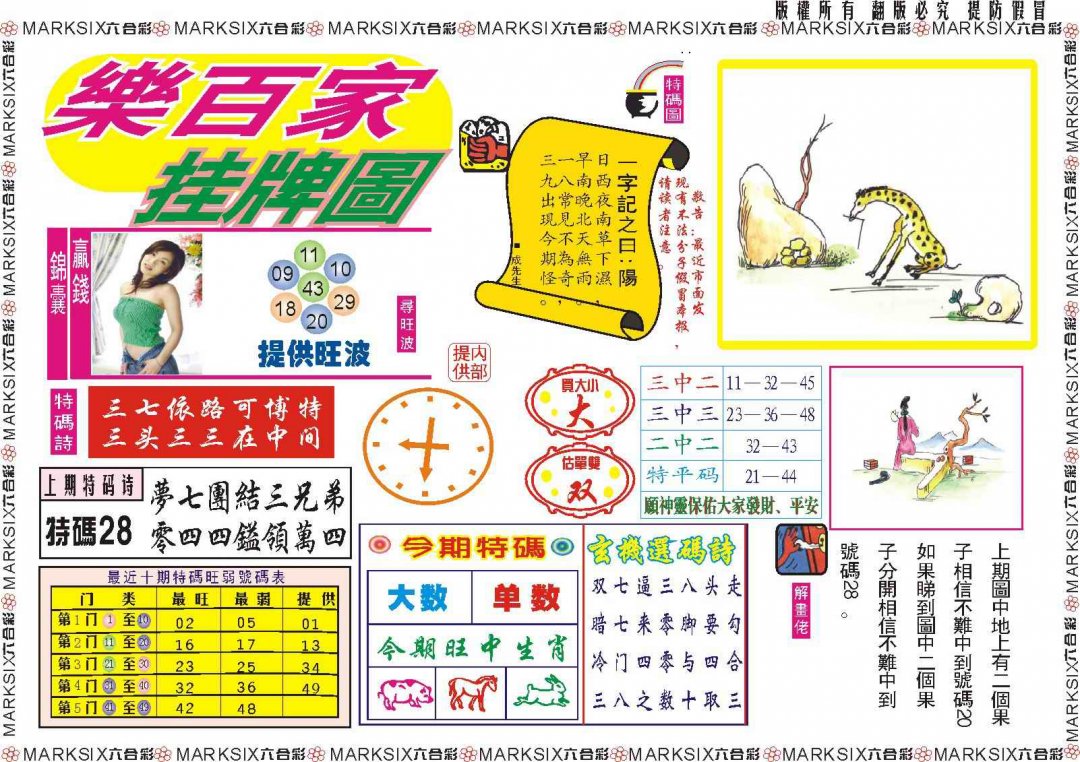 版權所有 翻版必究 提防假冒
MARKSIX六合彩 MARKSIX六合彩 MARKSIX六合彩 MARKSIX六合彩 MARKSIX六合彩 MARKSIX六合彩 MARKSIX六合彩
樂百家
挂牌圖
贏錢
錦囊
11
09
10
43
18
29
20
提供旺波
尋旺波
特碼圖
一字記之曰:陽
日西夜南草下濕。
早南晚北天無雨,
一八常見不為奇,
三九出現今期怪。
成先生
敬告:最近市面发
现有不法分子假冒本报,
请读者注意。
内部
提供
特碼詩
三七依路可博特
三头三三在中间
買大小
大
估單雙
双
三中二 11—32—45
三中三 23—36—48
二中二 32—43
特平码 21—44
願神靈保佑大家發財、平安
上期特码诗
特碼28
夢七團結三兄弟
零四四鎰領萬四
最近十期特碼旺弱號碼表
门 类 最旺 最弱 提供
第1门 1 至 10 02 05 01
第2门 11 至 20 16 17 13
第3门 21 至 30 23 25 34
第4门 31 至 40 32 36 49
第5门 41 至 49 42 48
今期特碼
大数 单数
今期旺中生肖
玄機選碼詩
双七逼三八头走
暗七来零脚要勾
冷门四零与四合
三八之数十取三
解畫佬
上期圖中地上有二個果
子相信不難中到號碼20
如果睇到圖中二個果
子分開相信不難中到
號碼28。
MARKSIX六合彩 MARKSIX六合彩 MARKSIX六合彩 MARKSIX六合彩 MARKSIX六合彩 MARKSIX六合彩 MARKSIX六合彩